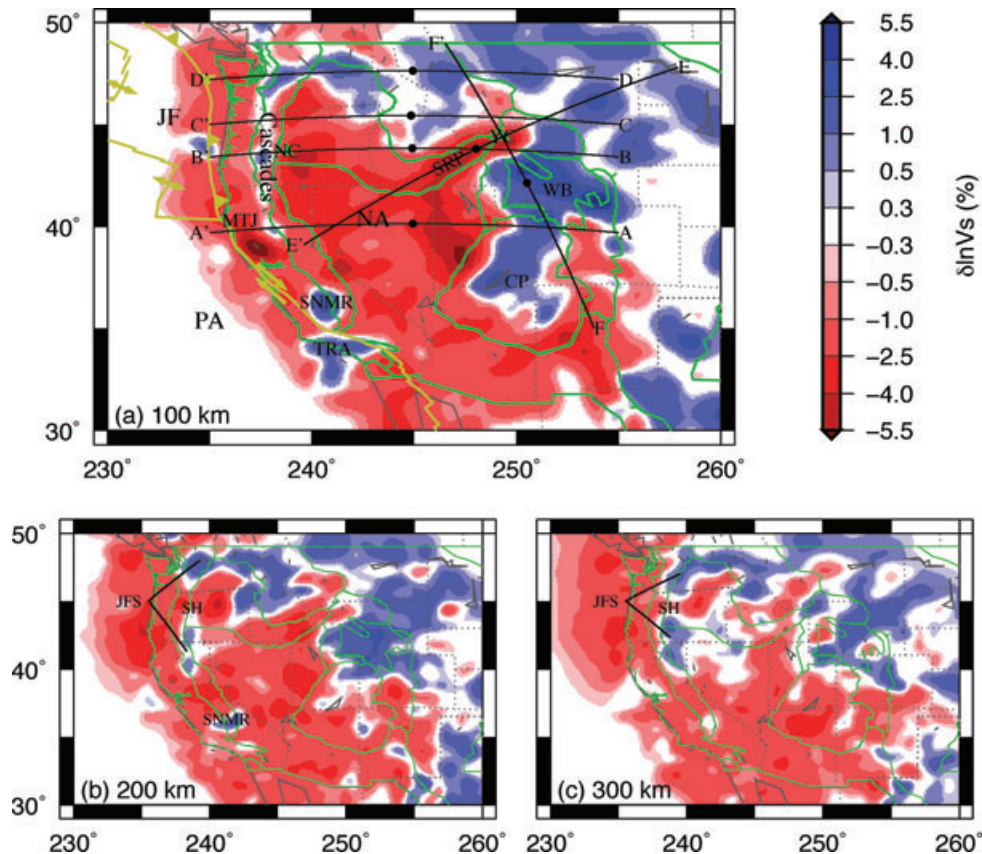 50°
40°
30°
230°
240°
250°
260°
F'
D'
D
E
JF
C'
C
Cascades
B'
NC
B
SRP
WB
MTJ
A'
NA
A
E'
CP
SNMR
PA
TRA
F
(a) 100 km
5.5
4.0
2.5
1.0
0.5
0.3
−0.3
−0.5
−1.0
−2.5
−4.0
−5.5
δlnVs (%)
50°
40°
30°
JFS
SH
SNMR
(b) 200 km
230°
240°
250°
260°
50°
40°
30°
JFS
SH
(c) 300 km
230°
240°
250°
260°